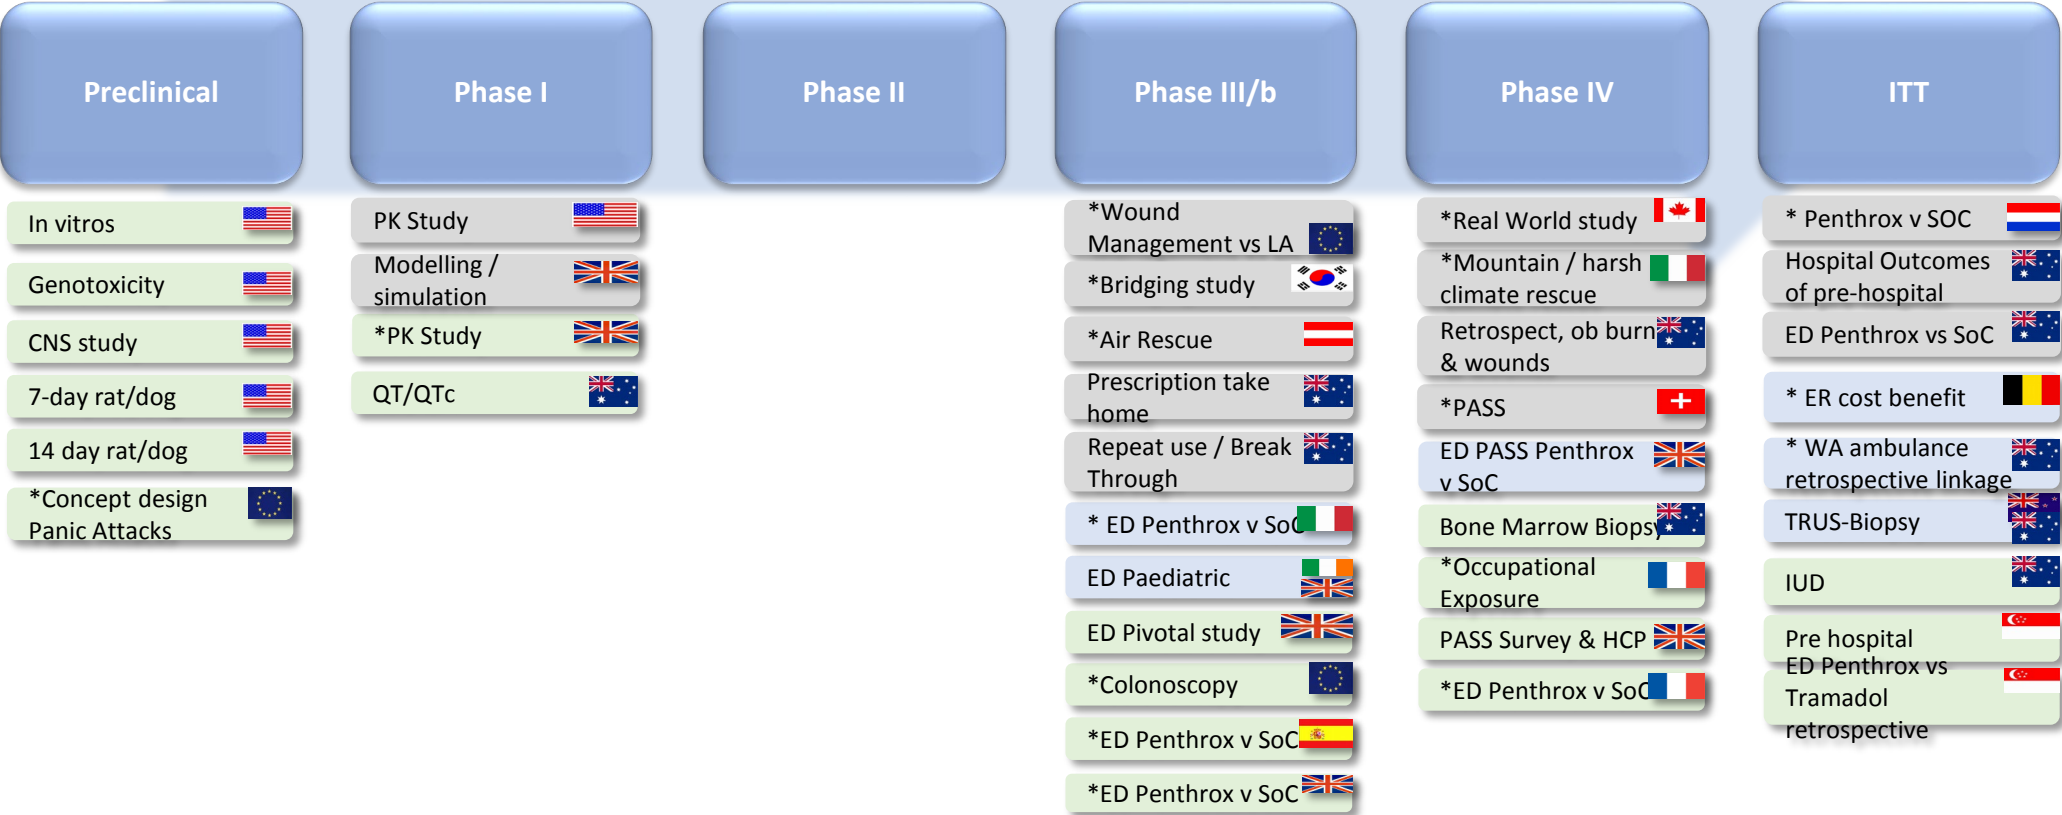 Preclinical
Phase I
Phase II
Phase III/b
Phase IV
ITT
In vitros
Genotoxicity
CNS study
7-day rat/dog
14 day rat/dog
*Concept design
Panic Attacks
PK Study
Modelling /
simulation
*PK Study
QT/QTc
*Wound
Management vs LA
*Bridging study
*Air Rescue
Prescription take
home
Repeat use / Break
Through
* ED Penthrox v SoC
ED Paediatric
ED Pivotal study
*Colonoscopy
*ED Penthrox v SoC
*ED Penthrox v SoC
*Real World study
*Mountain / harsh
climate rescue
Retrospect, ob burn
& wounds
*PASS
ED PASS Penthrox
v SoC
Bone Marrow Biopsy
*Occupational
Exposure
PASS Survey & HCP
*ED Penthrox v SoC
* Penthrox v SOC
Hospital Outcomes
of pre-hospital
ED Penthrox vs SoC
* ER cost benefit
* WA ambulance
retrospective linkage
TRUS-Biopsy
IUD
Pre hospital
ED Penthrox vs
Tramadol
retrospective